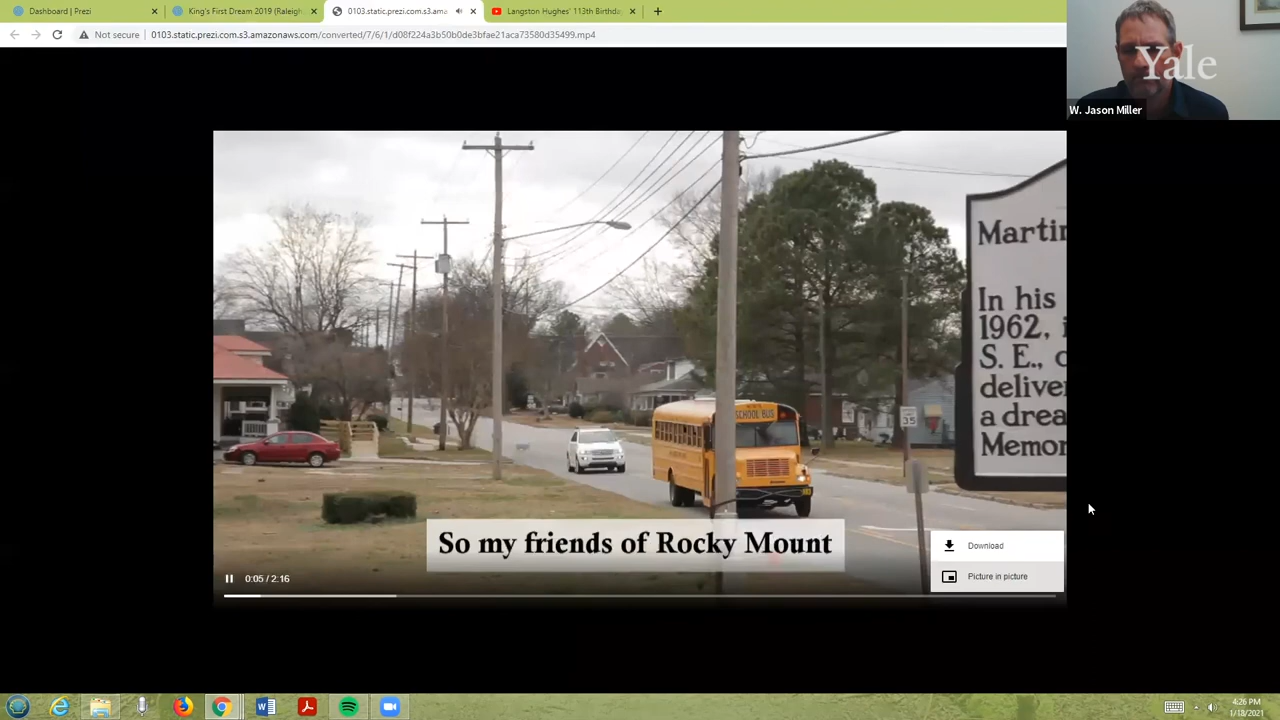 Dashboard | Prezi
King's First Dream 2019 (Raleigh
0103.static.prezi.com.s3.ama
Langston Hughes' 113th Birthda
Not secure
0103.static.prezi.com.s3.amazonaws.com/converted/7/6/1/d08f224a3b50b0de3bfae21aca73580d35499.mp4
Yale
W. Jason Miller
Martin
In his
1962, i
S. E., c
delive
a drea
Memor
SCHOOL BUS
35
So my friends of Rocky Mount
Download
Picture in picture
0:05 / 2:16
4:26 PM
1/18/2021